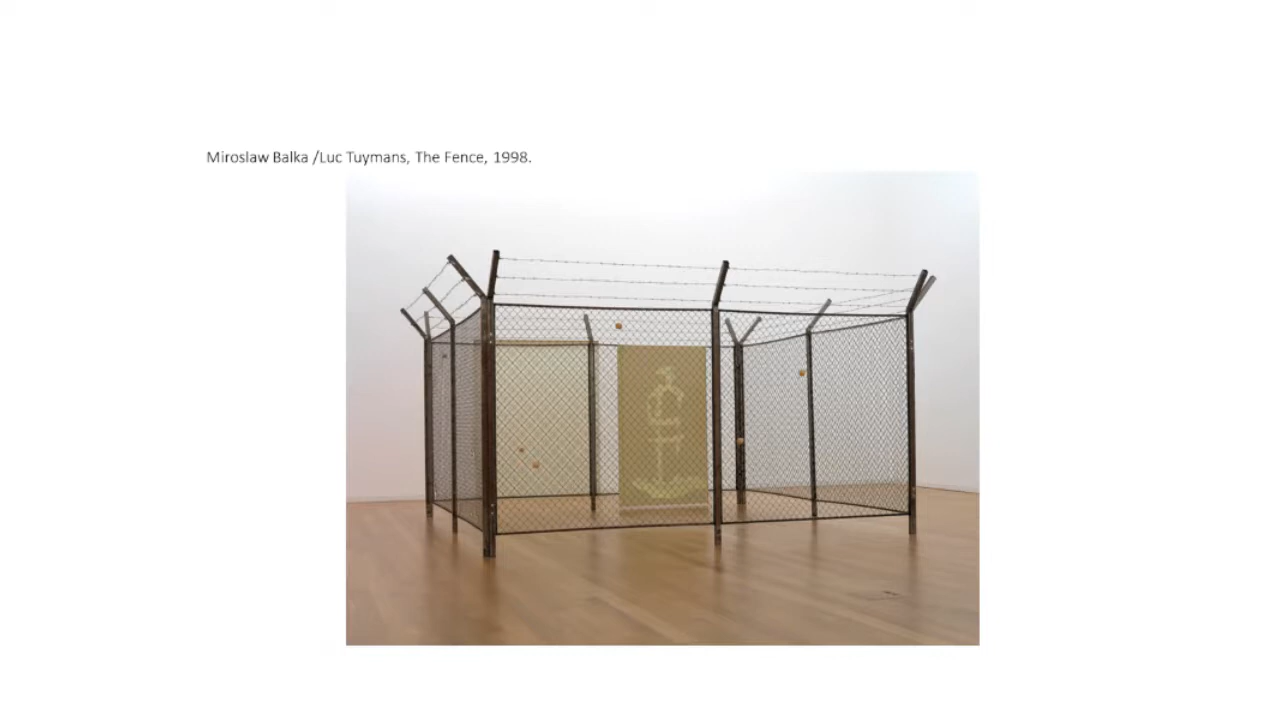 Miroslaw Balka /Luc Tuymans, The Fence, 1998.